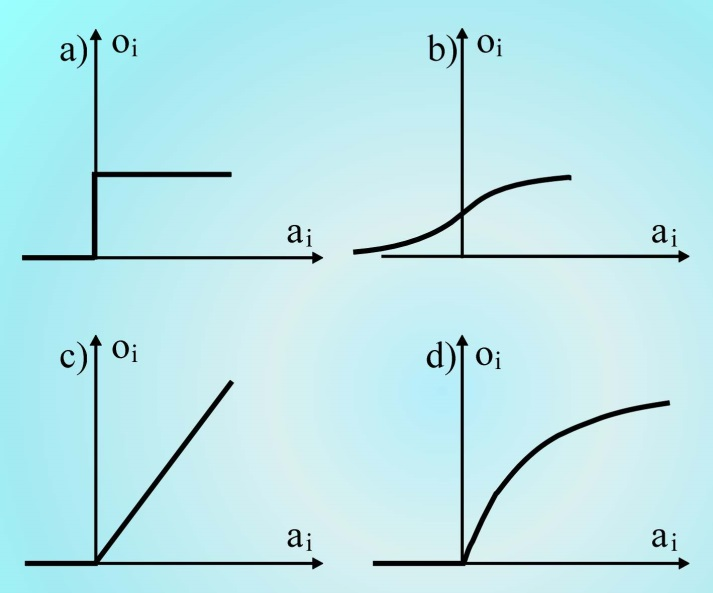 a) oᵢ
aᵢ
b) oᵢ
aᵢ
c) oᵢ
aᵢ
d) oᵢ
aᵢ